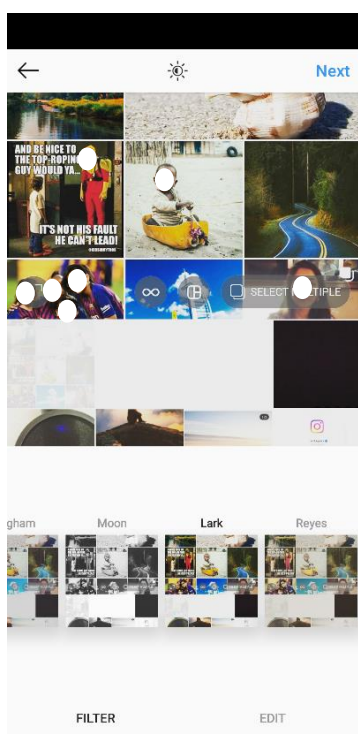 Next
AND BE NICE TO
THE TOP-ROPING
GUY WOULD YA...
IT'S NOT HIS FAULT
HE CAN'T LEAD!
SELECT MULTIPLE
gham
Moon
Lark
Reyes
FILTER
EDIT